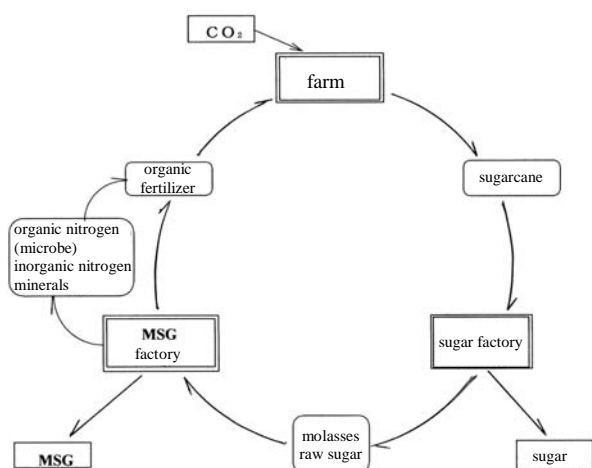 CO₂
farm
organic
fertilizer
sugarcane
organic nitrogen
(microbe)
inorganic nitrogen
minerals
MSG
factory
sugar factory
molasses
raw sugar
MSG
sugar